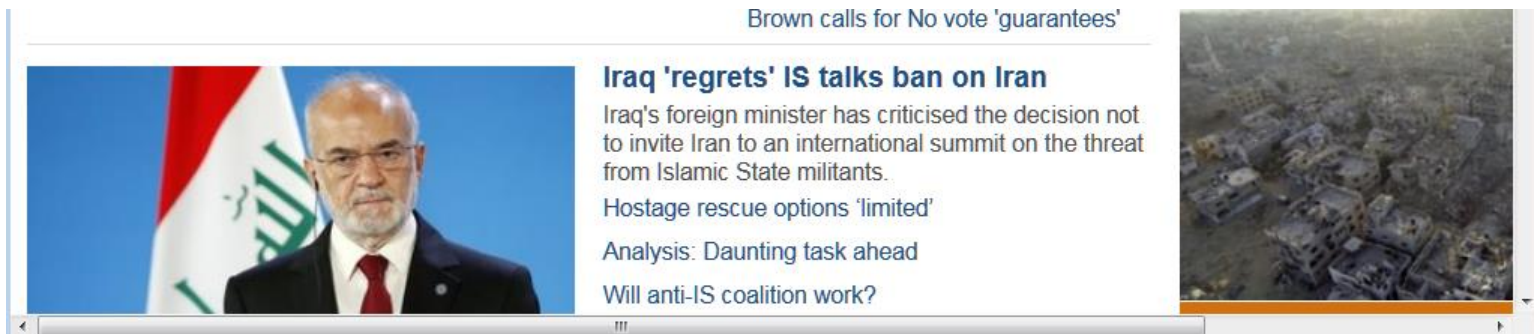 Brown calls for No vote 'guarantees'
Iraq 'regrets' IS talks ban on Iran
Iraq's foreign minister has criticised the decision not
to invite Iran to an international summit on the threat
from Islamic State militants.
Hostage rescue options ‘limited’
Analysis: Daunting task ahead
Will anti-IS coalition work?